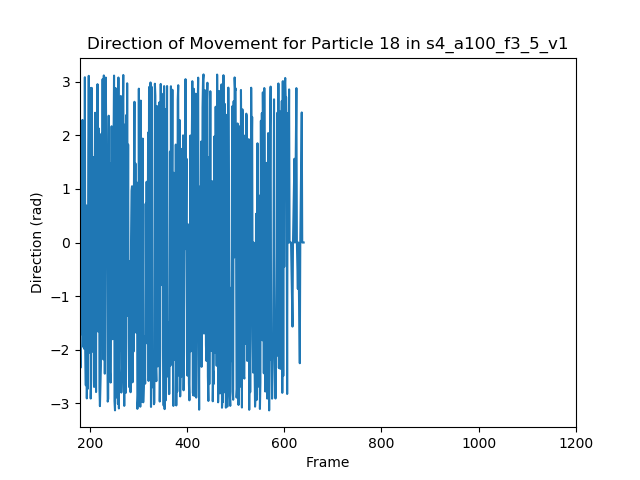 Direction of Movement for Particle 18 in s4_a100_f3_5_v1
3
2
1
0
−1
−2
−3
Direction (rad)
200 400 600 800 1000 1200
Frame